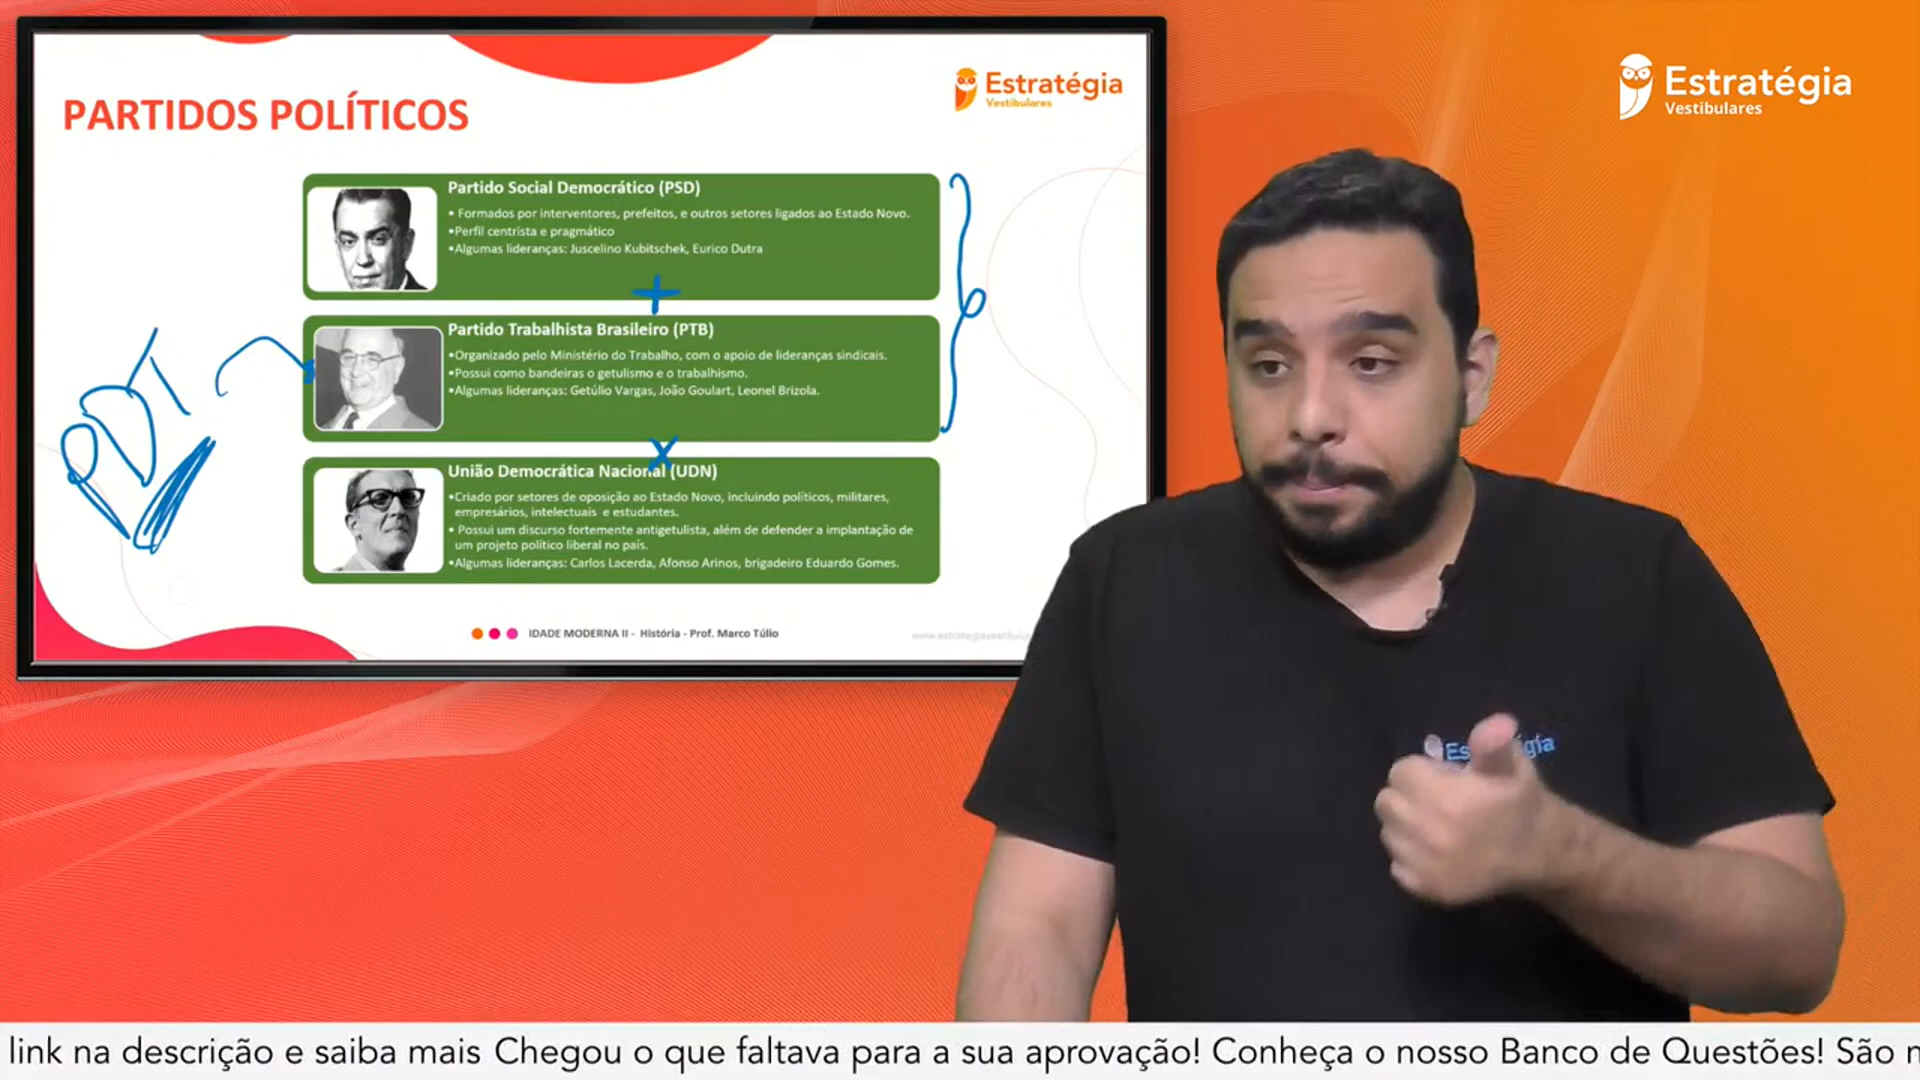 PARTIDOS POLÍTICOS
Estratégia
Vestibulares
Estratégia
Vestibulares
Partido Social Democrático (PSD)
• Formados por interventores, prefeitos, e outros setores ligados ao Estado Novo.
•Perfil centrista e pragmático
•Algumas lideranças: Juscelino Kubitschek, Eurico Dutra
+
Partido Trabalhista Brasileiro (PTB)
•Organizado pelo Ministério do Trabalho, com o apoio de lideranças sindicais.
•Possui como bandeiras o getulismo e o trabalhismo.
•Algumas lideranças: Getúlio Vargas, João Goulart, Leonel Brizola.
PDT
x
União Democrática Nacional (UDN)
•Criado por setores de oposição ao Estado Novo, incluindo políticos, militares,
empresários, intelectuais e estudantes.
• Possui um discurso fortemente antigetulista, além de defender a implantação de
um projeto político liberal no país.
•Algumas lideranças: Carlos Lacerda, Afonso Arinos, brigadeiro Eduardo Gomes.
IDADE MODERNA II - História - Prof. Marco Túlio
link na descrição e saiba mais Chegou o que faltava para a sua aprovação! Conheça o nosso Banco de Questões! São